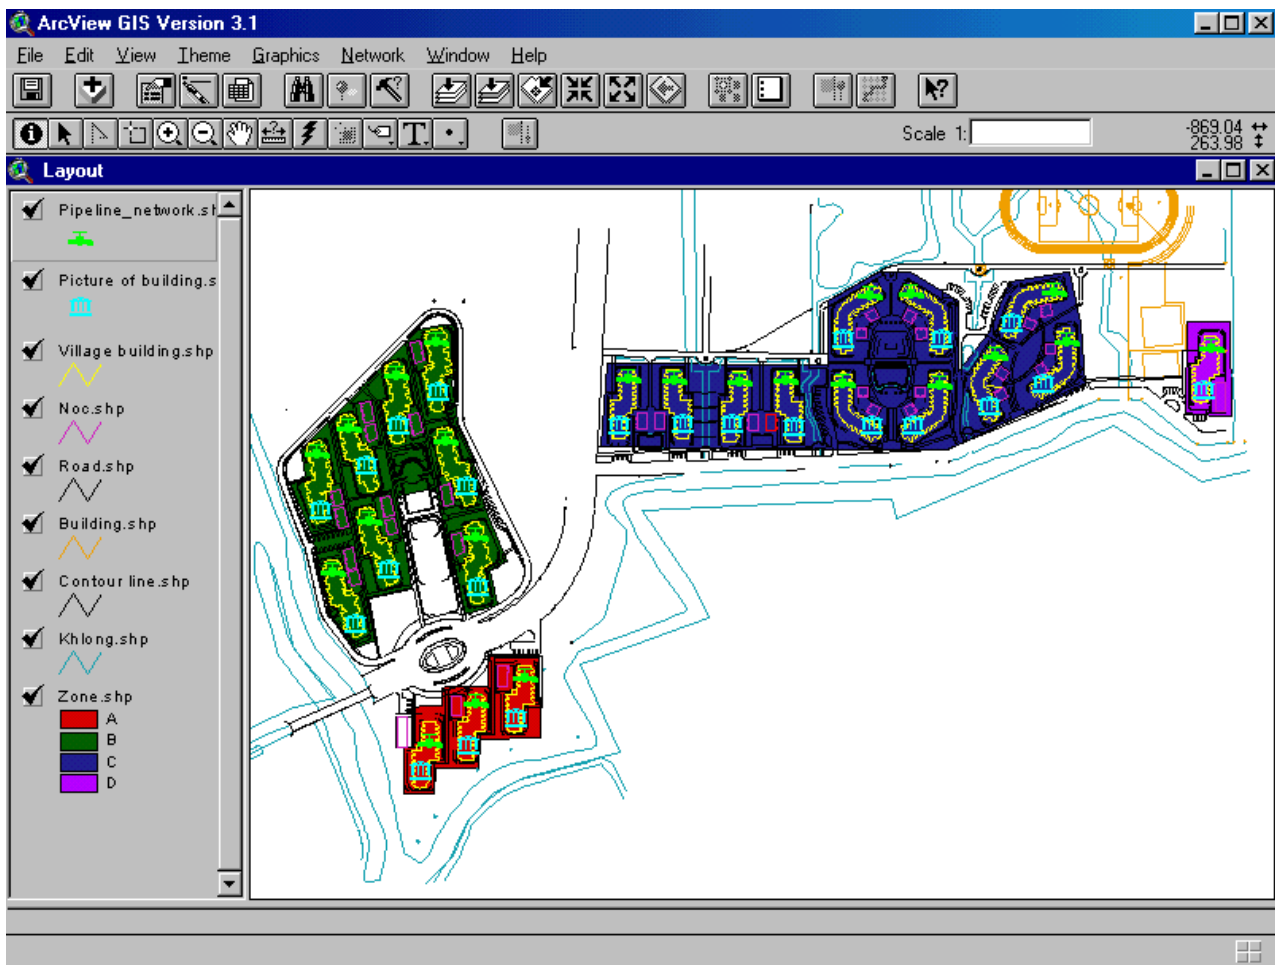 ArcView GIS Version 3.1
File Edit View Theme Graphics Network Window Help
Scale 1:
-869.04
263.98
Layout
Pipeline_network.sh
Picture of building.s
Village building.shp
Noc.shp
Road.shp
Building.shp
Contour line.shp
Khlong.shp
Zone.shp
A
B
C
D